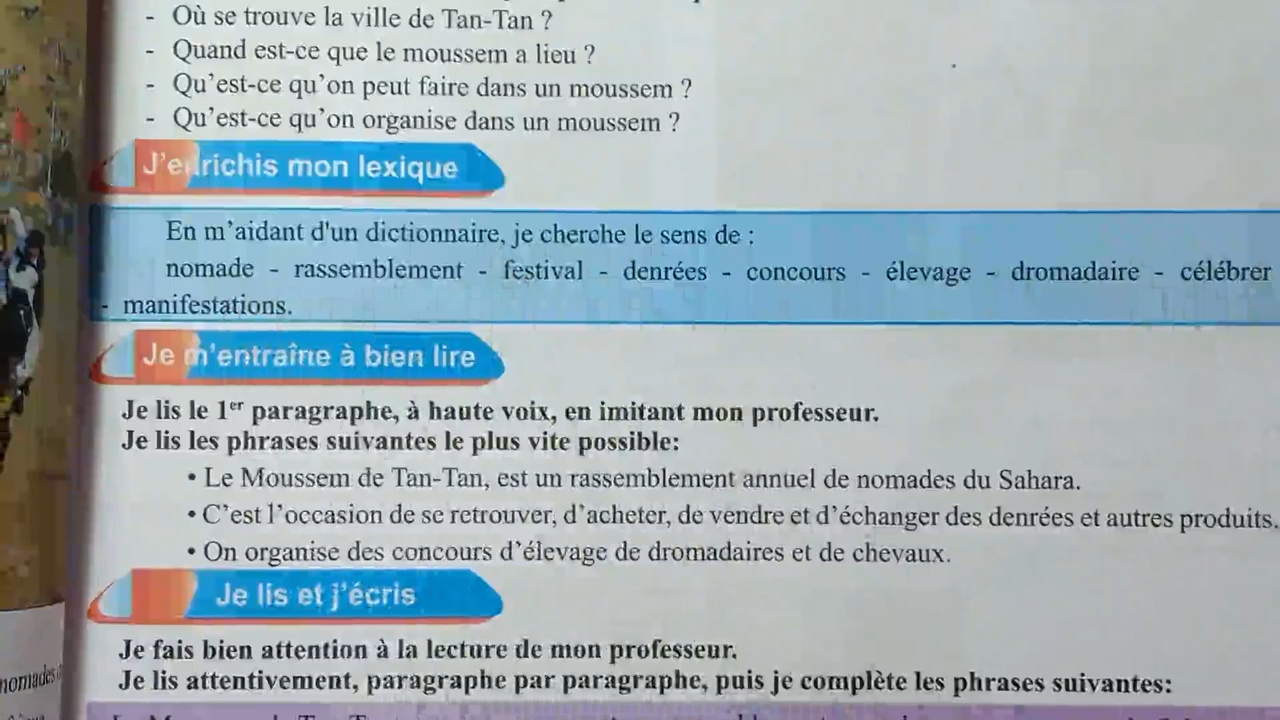 - Où se trouve la ville de Tan-Tan ?
- Quand est-ce que le moussem a lieu ?
- Qu'est-ce qu'on peut faire dans un moussem ?
- Qu'est-ce qu'on organise dans un moussem ?
J'enrichis mon lexique
En m'aidant d'un dictionnaire, je cherche le sens de :
nomade - rassemblement - festival - denrées - concours - élevage - dromadaire - célébrer
- manifestations.
Je m'entraîne à bien lire
Je lis le 1er paragraphe, à haute voix, en imitant mon professeur.
Je lis les phrases suivantes le plus vite possible:
• Le Moussem de Tan-Tan, est un rassemblement annuel de nomades du Sahara.
• C'est l'occasion de se retrouver, d'acheter, de vendre et d'échanger des denrées et autres produits.
• On organise des concours d'élevage de dromadaires et de chevaux.
Je lis et j'écris
Je fais bien attention à la lecture de mon professeur.
Je lis attentivement, paragraphe par paragraphe, puis je complète les phrases suivantes:
nomades